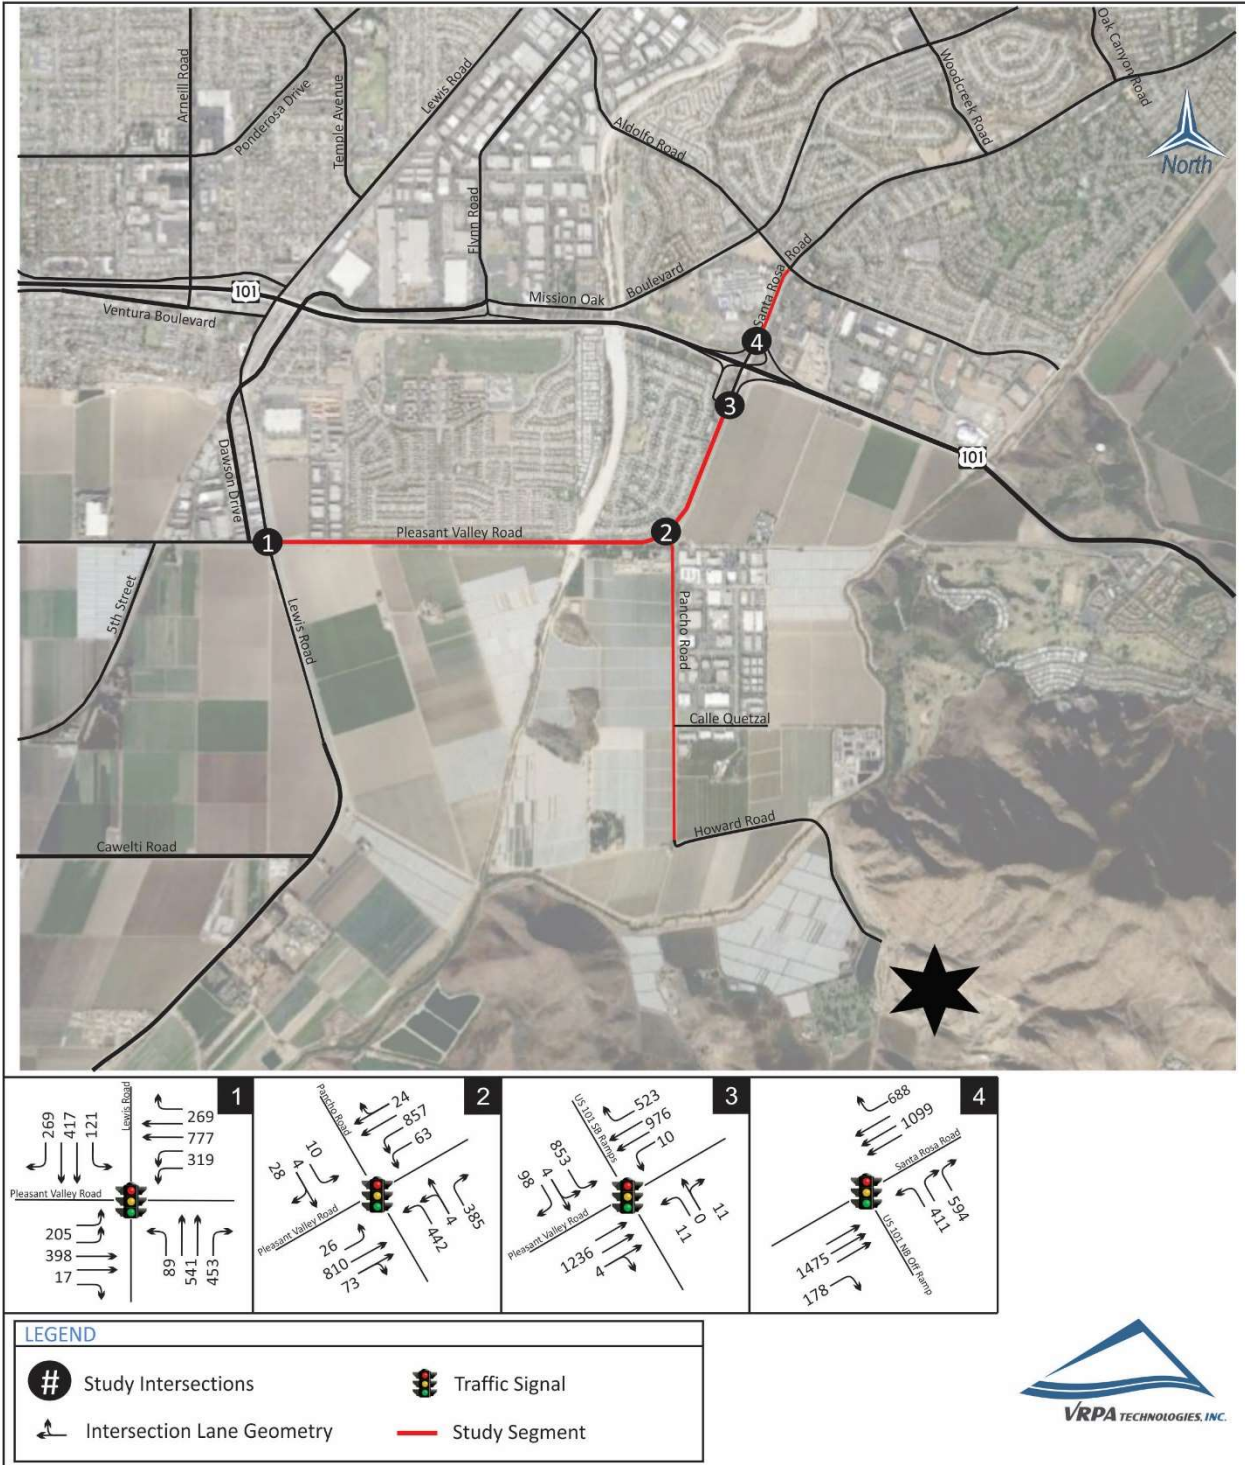 Arneill Road
Ponderosa Drive
Temple Avenue
Lewis Road
Flynn Road
Aldolfo Road
Woodcreek Road
Oak Canyon Road
North
101
Ventura Boulevard
Mission Oak
Boulevard
Santa Rosa Road
4
3
101
Dawson Drive
1
Pleasant Valley Road
2
5th Street
Lewis Road
Pancho Road
Calle Quetzal
Howard Road
Cawelti Road
1
Lewis Road
269
417
121
269
777
319
Pleasant Valley Road
205
398
17
89
541
453
2
Pancho Road
24
857
63
10
4
28
Pleasant Valley Road
26
810
73
385
4
442
3
US 101 SB Ramps
523
976
10
853
4
98
Pleasant Valley Road
1236
4
11
0
11
4
688
1099
Santa Rosa Road
594
411
1475
178
US 101 NB Off Ramp
LEGEND
# Study Intersections
Traffic Signal
Intersection Lane Geometry
Study Segment
VRPA TECHNOLOGIES, INC.